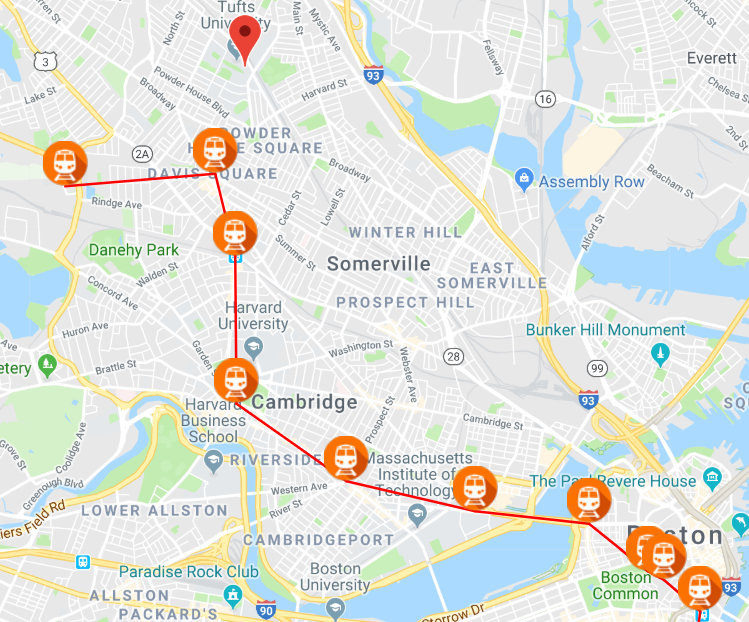 Tufts
University
North St
Main St
Mystic Ave
Fellsway
ncock St
3
93
Everett
Chelsea S
Lake St
Powder House Blvd
Broadway
Harvard St
16
2A
OWDER
H SE SQUARE
DAVIS SQUARE
Broadway
2nd St
Beacham St
Assembly Row
Rindge Ave
Cedar St
Lowell St
Alford St
Danehy Park
WINTER HILL
Summer St
Walden St
Somerville
EAST
SOMERVILLE
Concord Ave
PROSPECT HILL
Harvard
University
Huron Ave
Bunker Hill Monument
Washington St
28
Webster Ave
Garden
99
etery
Brattle St
93
Harvard
Business
School
Cambridge
C
SQU
Prospect St
Cambridge St
Coolidge Ave
Grove St
RIVERSIDE
Massachusetts
Institute of
Technology
The Paul Revere House
Greenough Blvd
Western Ave
River St
iers Field Rd
LOWER ALLSTON
CAMBRIDGEPORT
Boston
Paradise Rock Club
Boston
University
Boston
Common
93
ALLSTON
PACKARD'S
90
Storrow Dr